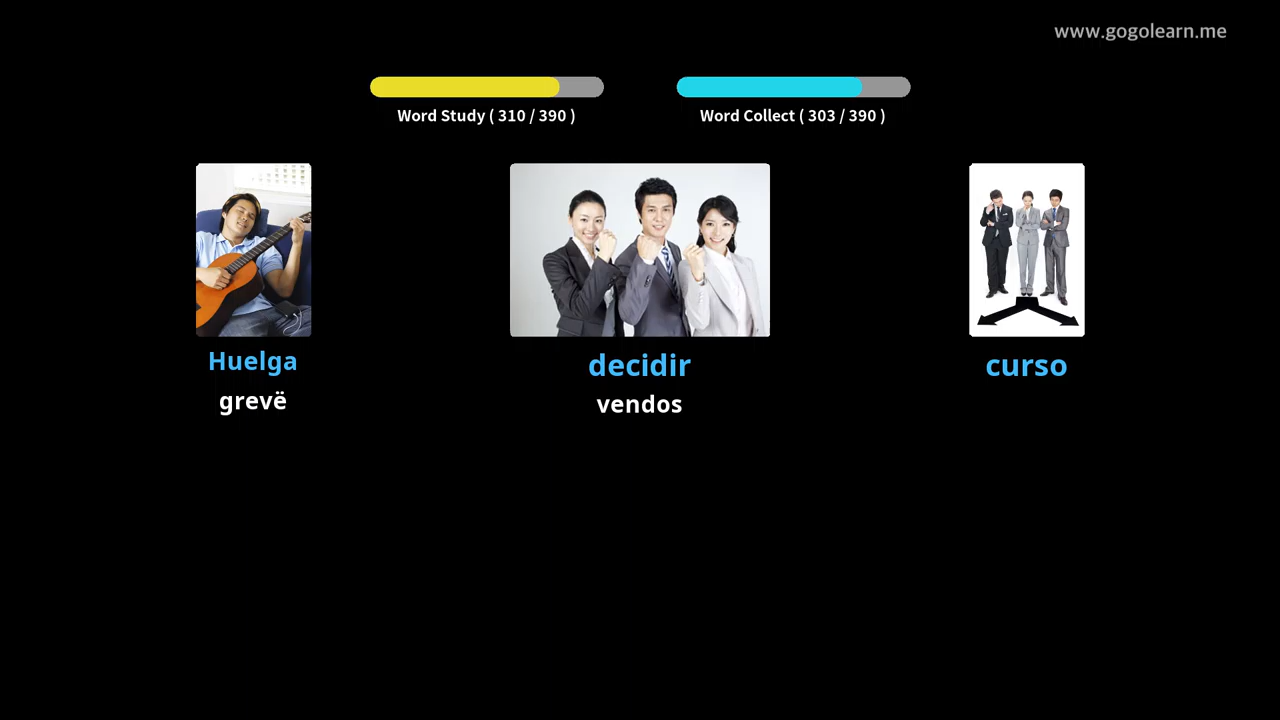 www.gogolearn.me
Word Study ( 310 / 390 )
Word Collect ( 303 / 390 )
Huelga
grevë
decidir
vendos
curso